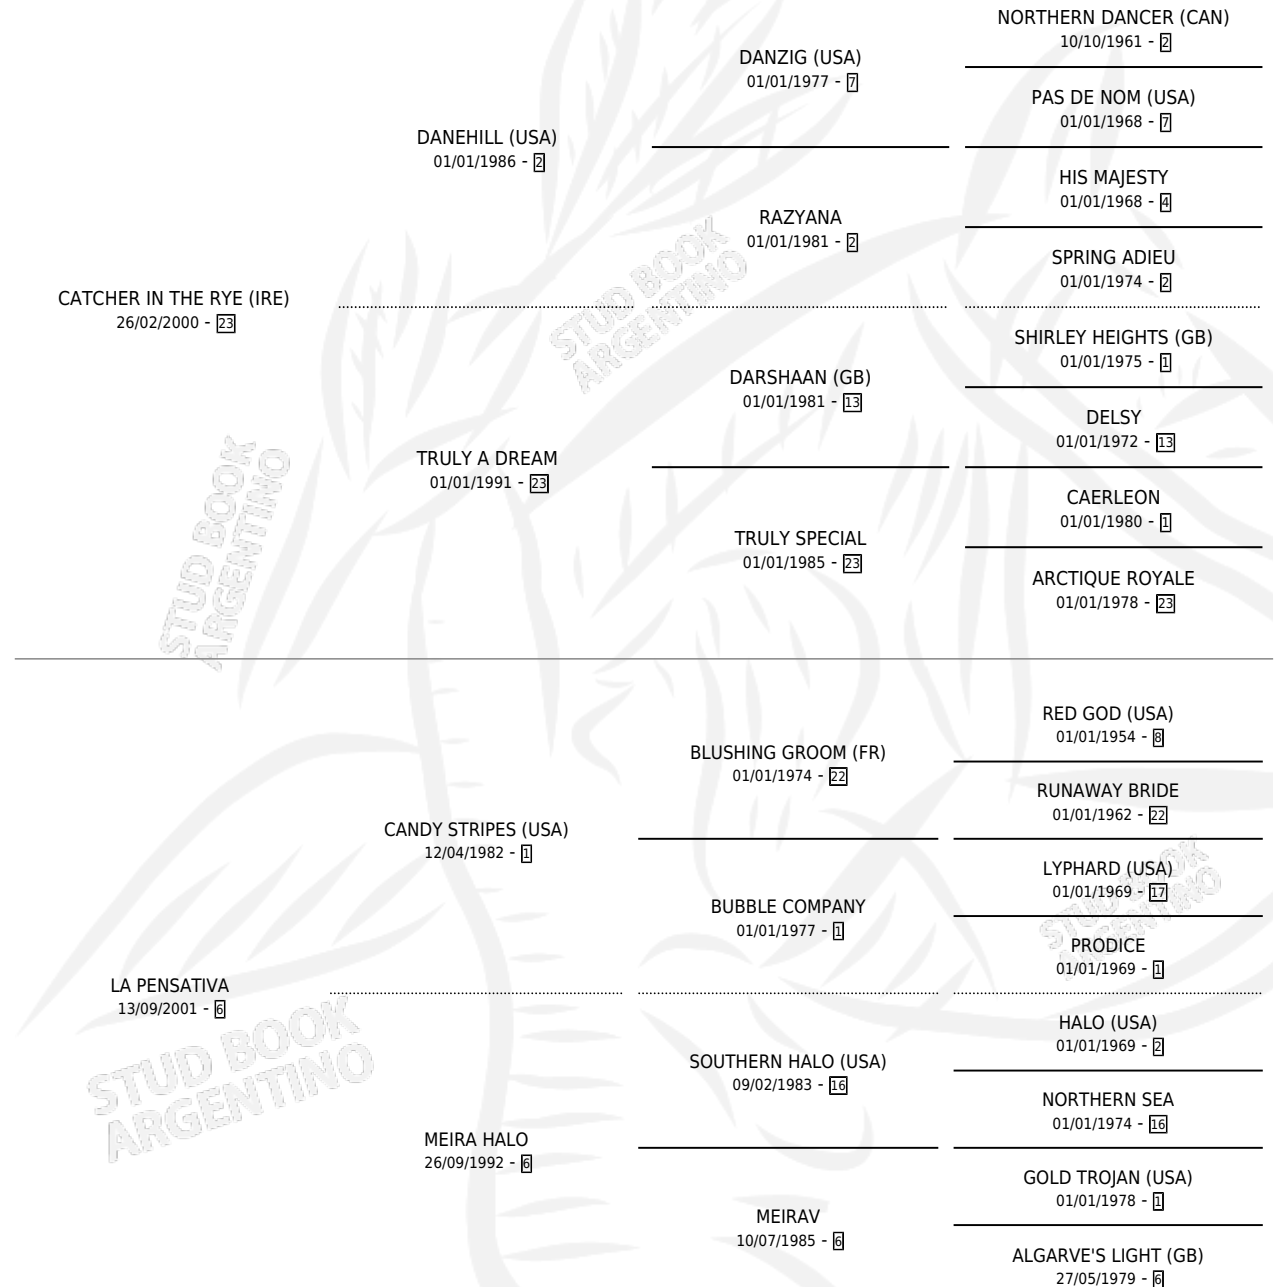 NORTHERN DANCER (CAN)
10/10/1961 - 2
DANZIG (USA)
01/01/1977 - 7
PAS DE NOM (USA)
01/01/1968 - 7
DANEHILL (USA)
01/01/1986 - 2
HIS MAJESTY
01/01/1968 - 4
RAZYANA
01/01/1981 - 2
SPRING ADIEU
01/01/1974 - 2
CATCHER IN THE RYE (IRE)
26/02/2000 - 23
SHIRLEY HEIGHTS (GB)
01/01/1975 - 1
DARSHAAN (GB)
01/01/1981 - 13
DELSY
01/01/1972 - 13
TRULY A DREAM
01/01/1991 - 23
CAERLEON
01/01/1980 - 1
TRULY SPECIAL
01/01/1985 - 23
ARCTIQUE ROYALE
01/01/1978 - 23
RED GOD (USA)
01/01/1954 - 8
BLUSHING GROOM (FR)
01/01/1974 - 22
RUNAWAY BRIDE
01/01/1962 - 22
CANDY STRIPES (USA)
12/04/1982 - 1
LYPHARD (USA)
01/01/1969 - 17
BUBBLE COMPANY
01/01/1977 - 1
PRODICE
01/01/1969 - 1
LA PENSATIVA
13/09/2001 - 6
HALO (USA)
01/01/1969 - 2
SOUTHERN HALO (USA)
09/02/1983 - 16
NORTHERN SEA
01/01/1974 - 16
MEIRA HALO
26/09/1992 - 6
GOLD TROJAN (USA)
01/01/1978 - 1
MEIRAV
10/07/1985 - 6
ALGARVE'S LIGHT (GB)
27/05/1979 - 6
STUD BOOK
ARGENTINO
STUD BOOK
ARGENTINO
STUD BOOK
ARGENTINO
STUD BOOK
ARGENTINO